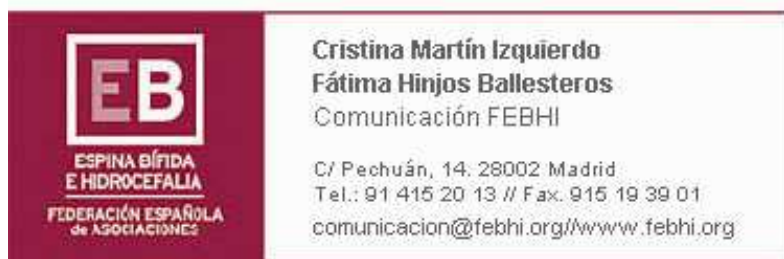 EB
ESPINA BÍFIDA
E HIDROCEFALIA
FEDERACIÓN ESPAÑOLA
de ASOCIACIONES
Cristina Martín Izquierdo
Fátima Hinjos Ballesteros
Comunicación FEBHI
C/ Pechuán, 14. 28002 Madrid
Tel.: 91 415 20 13 // Fax. 915 19 39 01
comunicacion@febhi.org//www.febhi.org